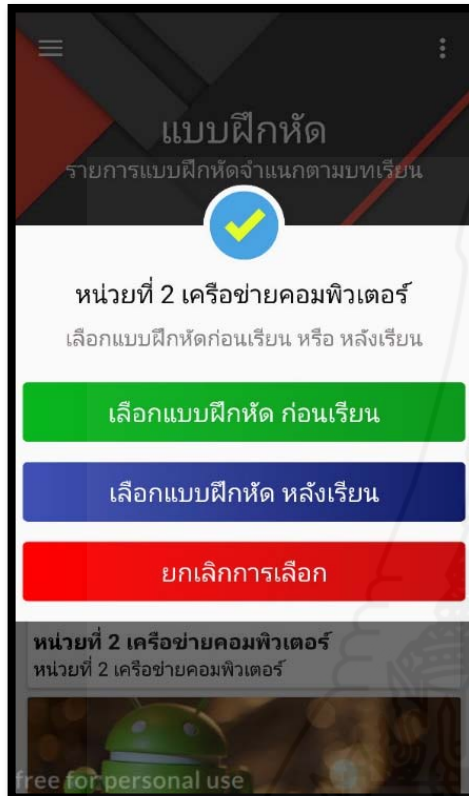 แบบฝึกหัด
รายการแบบฝึกหัดจำแนกตามบทเรียน
หน่วยที่ 2 เครือข่ายคอมพิวเตอร์
เลือกแบบฝึกหัดก่อนเรียน หรือ หลังเรียน
เลือกแบบฝึกหัด ก่อนเรียน
เลือกแบบฝึกหัด หลังเรียน
ยกเลิกการเลือก
หน่วยที่ 2 เครือข่ายคอมพิวเตอร์
หน่วยที่ 2 เครือข่ายคอมพิวเตอร์
free for personal use